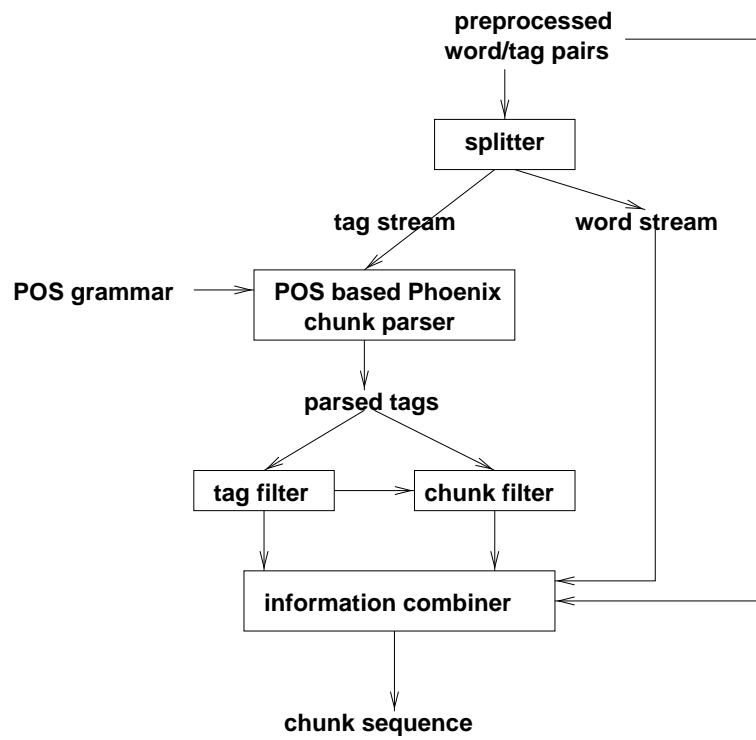 preprocessed
word/tag pairs
splitter
tag stream
word stream
POS grammar
POS based Phoenix
chunk parser
parsed tags
tag filter
chunk filter
information combiner
chunk sequence